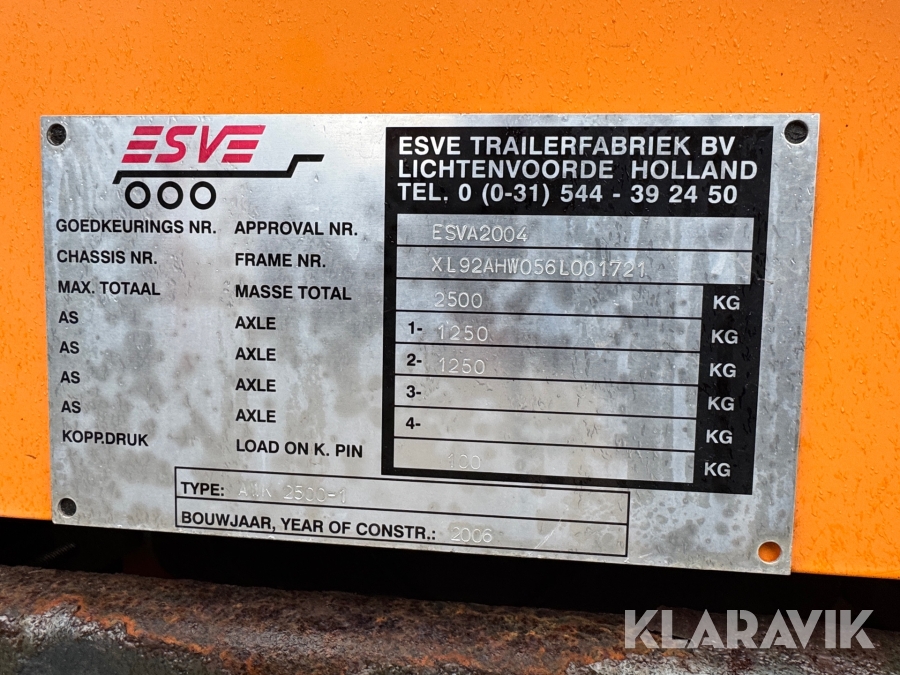 ESVE
ESVE TRAILERFABRIEK BV
LICHTENVOORDE HOLLAND
TEL. 0 (0-31) 544 - 39 24 50
GOEDKEURINGS NR. APPROVAL NR. ESVA2004
CHASSIS NR. FRAME NR. XL92AHW056L001721
MAX. TOTAAL MASSE TOTAL 2500 KG
AS AXLE 1- 1250 KG
AS AXLE 2- 1250 KG
AS AXLE 3- KG
AS AXLE 4- KG
KOPP.DRUK LOAD ON K. PIN 100 KG
TYPE: 2500-1
BOUWJAAR, YEAR OF CONSTR.: 2006
KLARAVIK